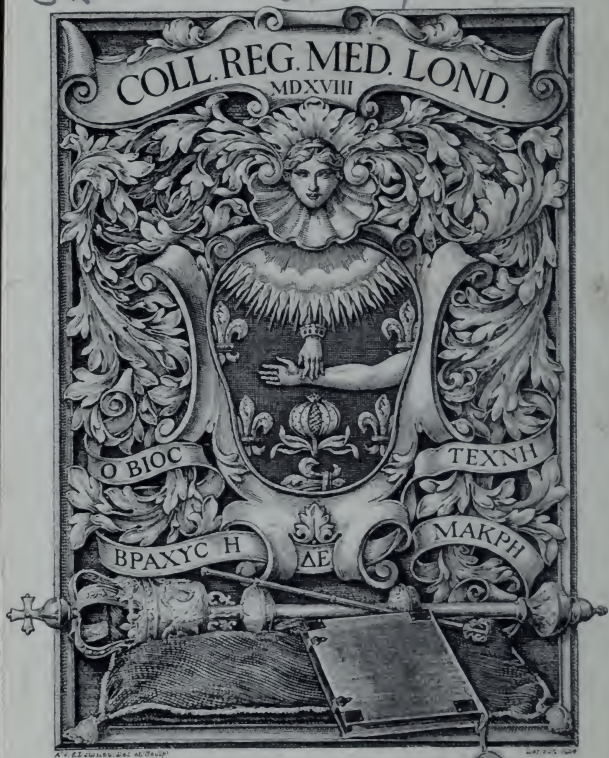 COLL. REG. MED. LOND.
MDXVIII
Ο ΒΙΟϹ
ΒΡΑΧΥϹ Η
ΔΕ
ΤΕΧΝΗ
ΜΑΚΡΗ